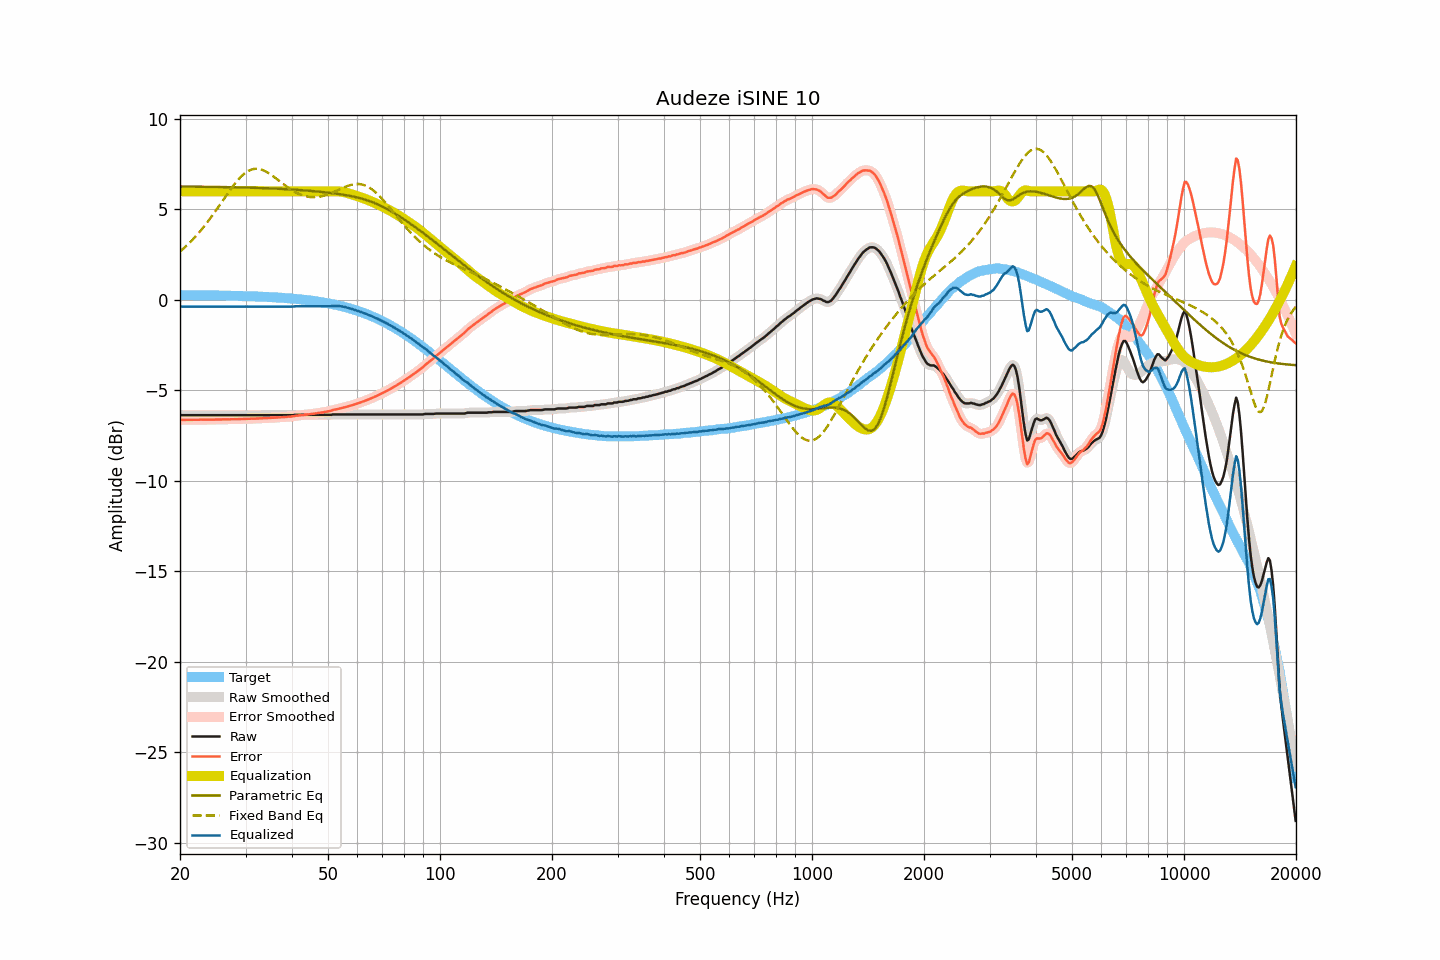 Audeze iSINE 10
10
5
0
−5
−10
−15
−20
−25
−30
Amplitude (dBr)
Target
Raw Smoothed
Error Smoothed
Raw
Error
Equalization
Parametric Eq
Fixed Band Eq
Equalized
20 50 100 200 500 1000 2000 5000 10000 20000
Frequency (Hz)